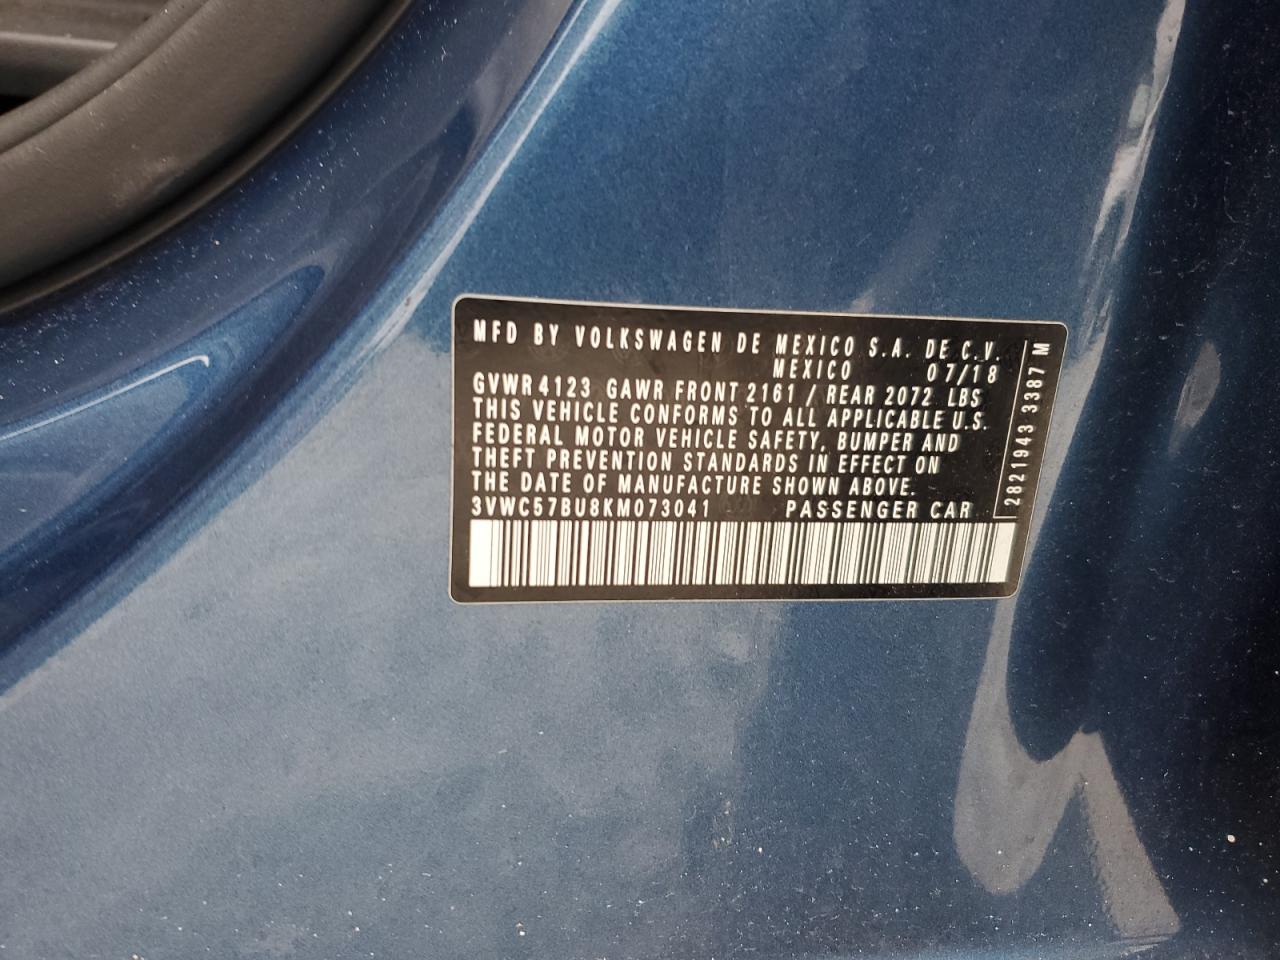 MFD BY VOLKSWAGEN DE MEXICO S.A. DE C.V.
MEXICO 07/18
GVWR 4123 GAWR FRONT 2161 / REAR 2072 LBS
THIS VEHICLE CONFORMS TO ALL APPLICABLE U.S.
FEDERAL MOTOR VEHICLE SAFETY, BUMPER AND
THEFT PREVENTION STANDARDS IN EFFECT ON
THE DATE OF MANUFACTURE SHOWN ABOVE.
3VWC57BU8KM073041 PASSENGER CAR
2821943 3387 M